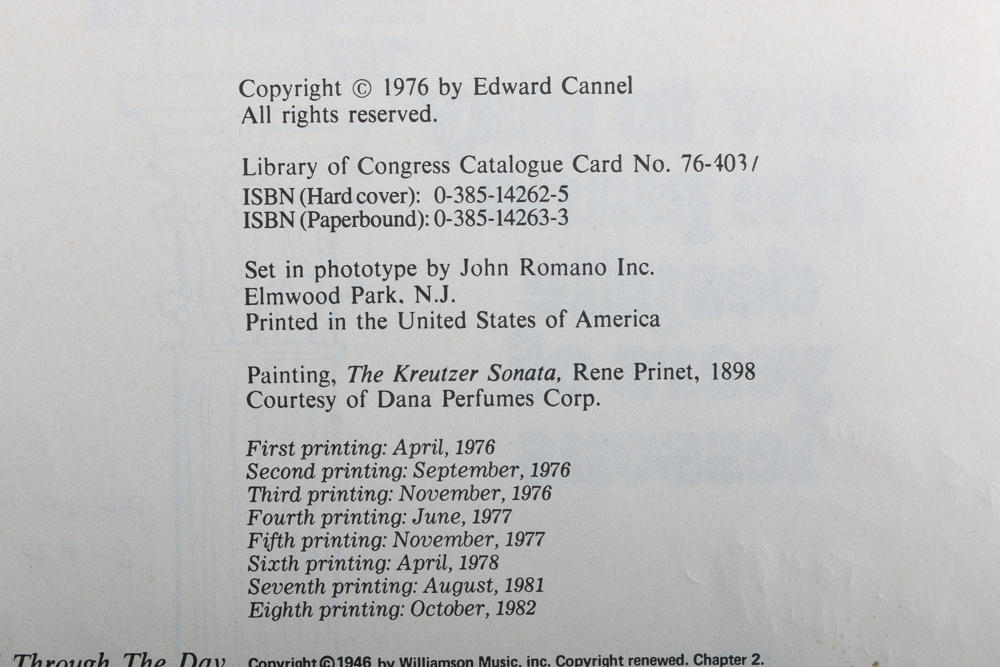 Copyright © 1976 by Edward Cannel
All rights reserved.
Library of Congress Catalogue Card No.
ISBN (Hard cover): 0-385-14262-5
ISBN (Paperbound): 0-385-14263-3
Set in phototype by John Romano Inc.
Elmwood Park, N.J.
Printed in the United States of America
Painting, The Kreutzer Sonata, Rene Prinet, 1898
Courtesy of Dana Perfumes Corp.
First printing: April, 1976
Second printing: September, 1976
Third printing: November, 1976
Fourth printing: June, 1977
Fifth printing: November, 1977
Sixth printing: April, 1978
Seventh printing: August, 1981
Eighth printing: October, 1982
Through The Day Copyright © 1946 by Williamson Music, inc. Copyright renewed. Chapter 2.